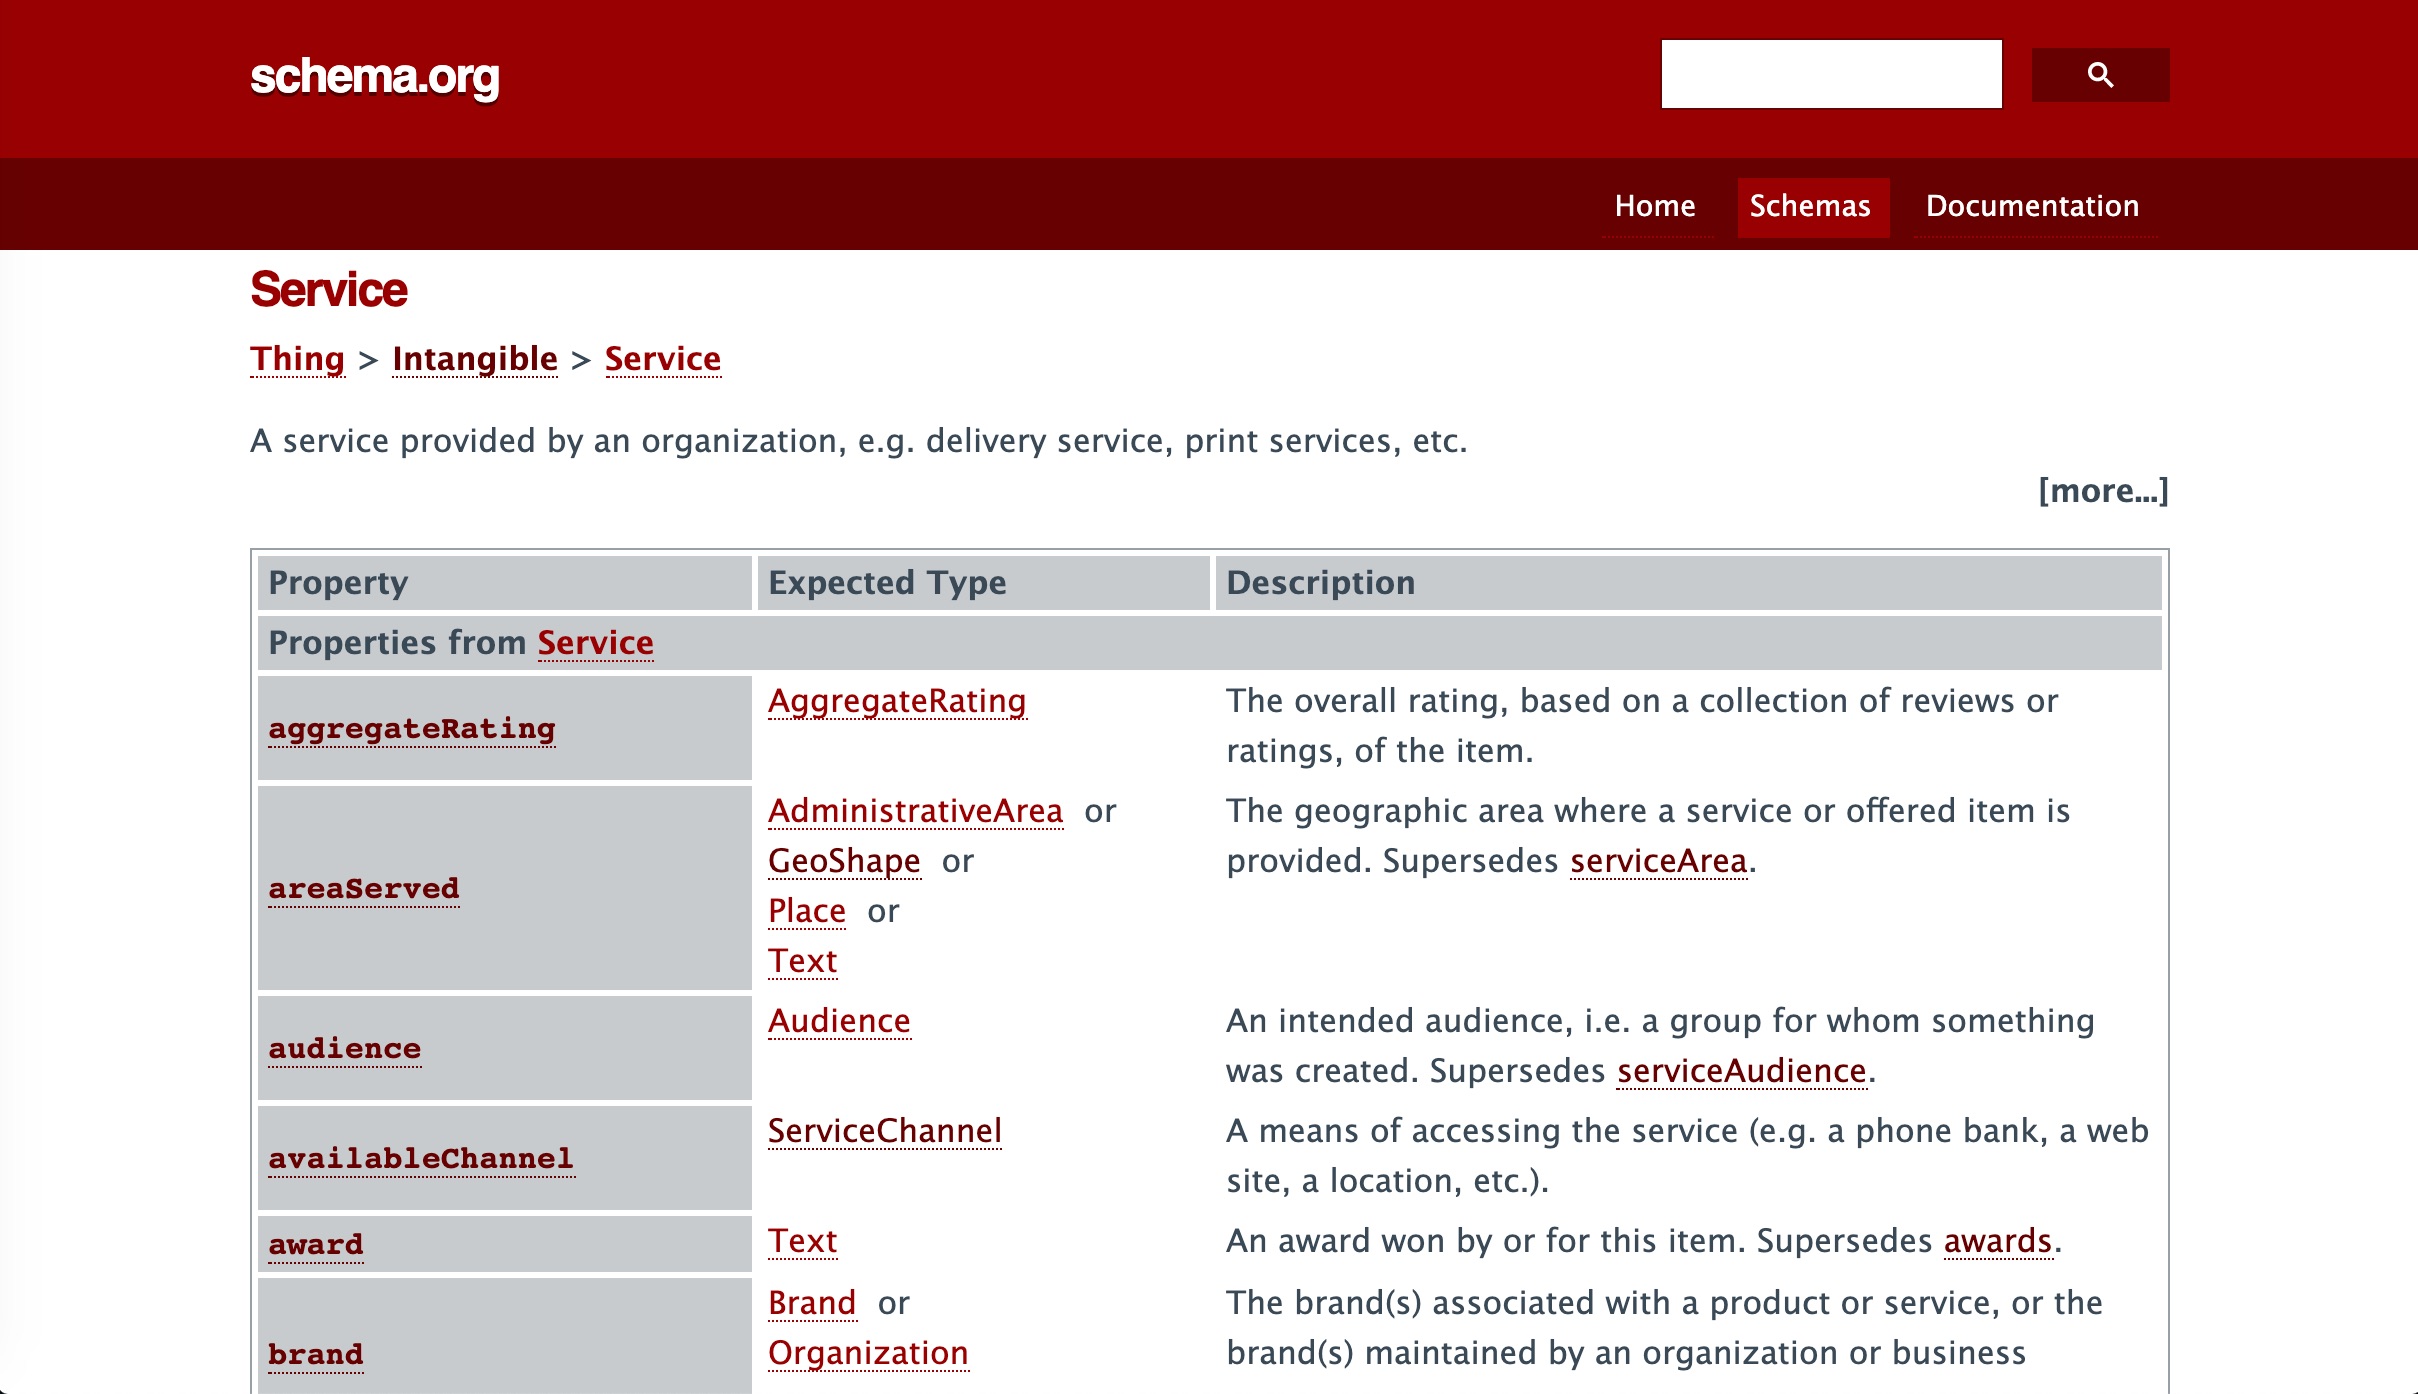 schema.org
Home Schemas Documentation
Service
Thing > Intangible > Service
A service provided by an organization, e.g. delivery service, print services, etc.
[more...]
Property Expected Type Description
Properties from Service
aggregateRating
AggregateRating
The overall rating, based on a collection of reviews or
ratings, of the item.
areaServed
AdministrativeArea or
GeoShape or
Place or
Text
The geographic area where a service or offered item is
provided. Supersedes serviceArea.
audience
Audience
An intended audience, i.e. a group for whom something
was created. Supersedes serviceAudience.
availableChannel
ServiceChannel
A means of accessing the service (e.g. a phone bank, a web
site, a location, etc.).
award
Text
An award won by or for this item. Supersedes awards.
brand
Brand or
Organization
The brand(s) associated with a product or service, or the
brand(s) maintained by an organization or business